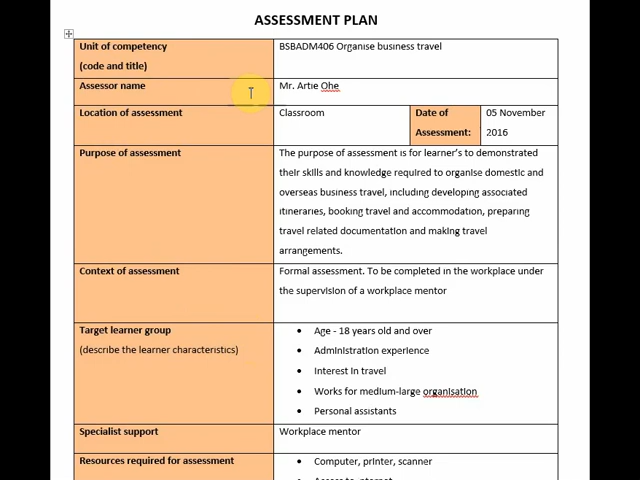 ASSESSMENT PLAN
Unit of competency
(code and title)
BSBADM406 Organise business travel
Assessor name
Mr. Artie Ohe
Location of assessment
Classroom
Date of
Assessment:
05 November
2016
Purpose of assessment
The purpose of assessment is for learner's to demonstrated
their skills and knowledge required to organise domestic and
overseas business travel, including developing associated
itineraries, booking travel and accommodation, preparing
travel related documentation and making travel
arrangements.
Context of assessment
Formal assessment. To be completed in the workplace under
the supervision of a workplace mentor
Target learner group
(describe the learner characteristics)
• Age - 18 years old and over
• Administration experience
• Interest in travel
• Works for medium-large organisation
• Personal assistants
Specialist support
Workplace mentor
Resources required for assessment
• Computer, printer, scanner
• Access to internet